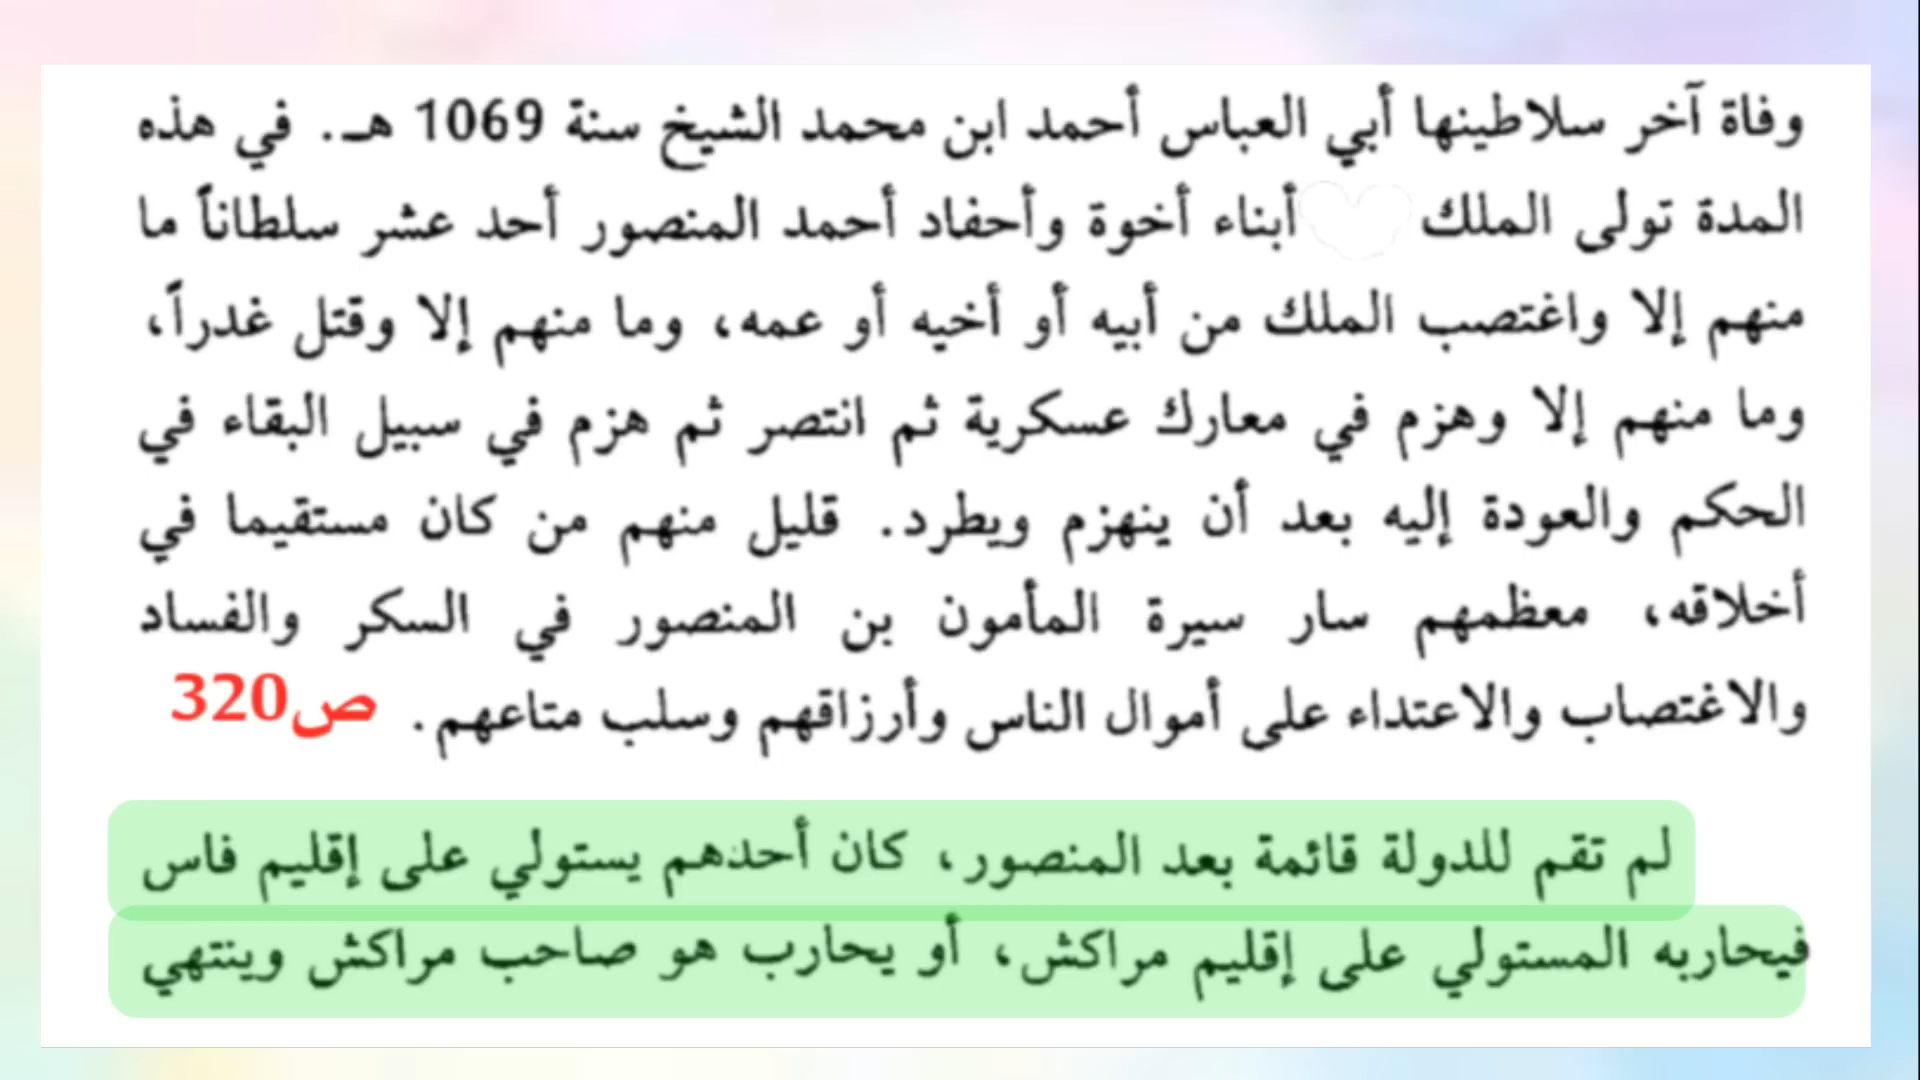 وفاة آخر سلاطينها أبي العباس أحمد ابن محمد الشيخ سنة 1069 هـ. في هذه
المدة تولى الملك أبناء أخوة وأحفاد أحمد المنصور أحد عشر سلطاناً ما
منهم إلا واغتصب الملك من أبيه أو أخيه أو عمه، وما منهم إلا وقتل غدراً،
وما منهم إلا وهزم في معارك عسكرية ثم انتصر ثم هزم في سبيل البقاء في
الحكم والعودة إليه بعد أن ينهزم ويطرد. قليل منهم من كان مستقيما في
أخلاقه، معظمهم سار سيرة المأمون بن المنصور في السكر والفساد
والاغتصاب والاعتداء على أموال الناس وأرزاقهم وسلب متاعهم. ص320
لم تقم للدولة قائمة بعد المنصور، كان أحدهم يستولي على إقليم فاس
فيحاربه المستولي على إقليم مراكش، أو يحارب هو صاحب مراكش وينتهي